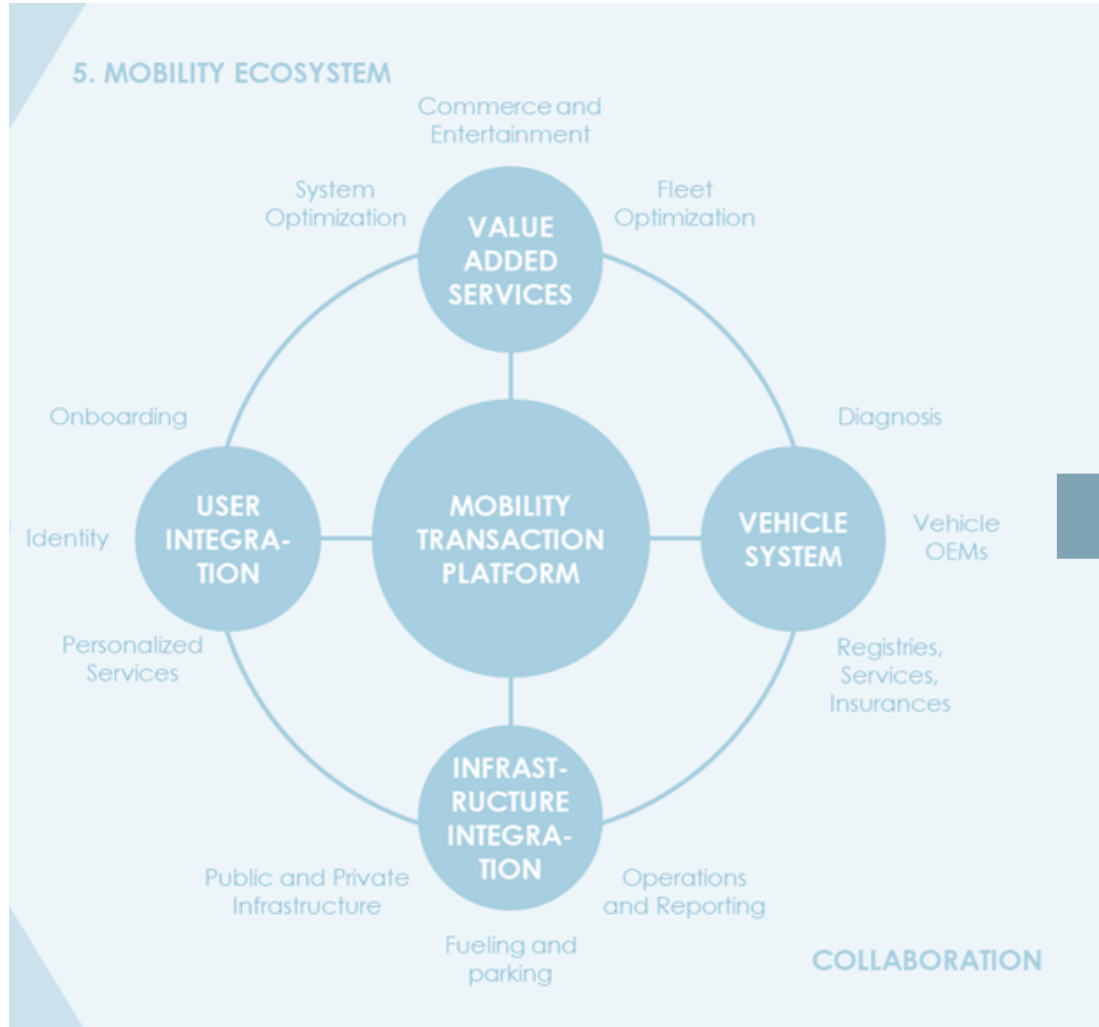 5. MOBILITY ECOSYSTEM
Commerce and
Entertainment
System
Optimization
Fleet
Optimization
VALUE
ADDED
SERVICES
Onboarding
Diagnosis
USER
INTEGRA-
TION
MOBILITY
TRANSACTION
PLATFORM
VEHICLE
SYSTEM
Identity
Vehicle
OEMs
Personalized
Services
Registries,
Services,
Insurances
INFRAST-
RUCTURE
INTEGRA-
TION
Public and Private
Infrastructure
Operations
and Reporting
Fueling and
parking
COLLABORATION